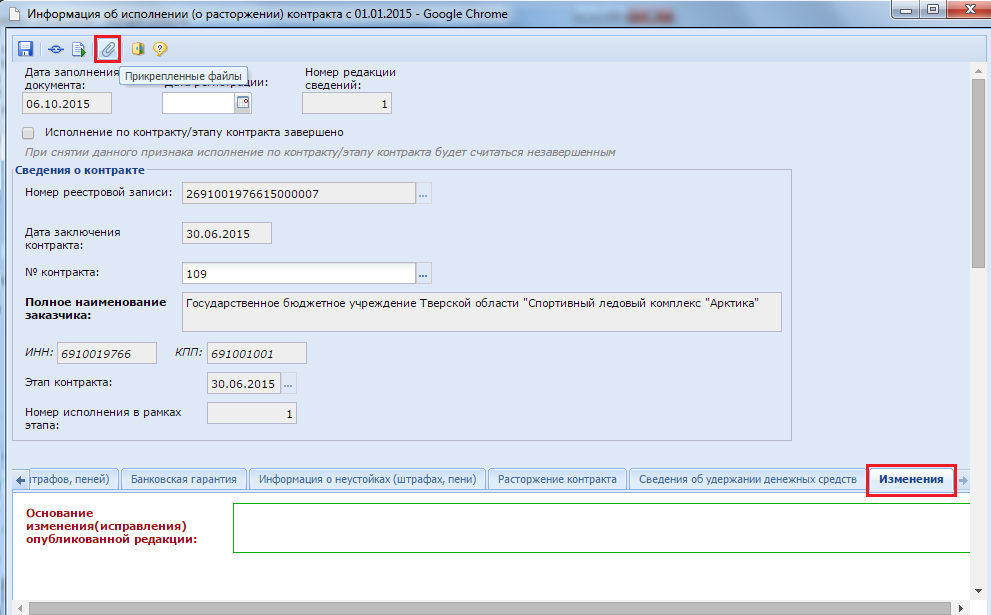 Информация об исполнении (о расторжении) контракта с 01.01.2015 - Google Chrome
Прикрепленные файлы
Дата заполнения документа:
06.10.2015
Номер редакции сведений:
1
Исполнение по контракту/этапу контракта завершено
При снятии данного признака исполнение по контракту/этапу контракта будет считаться незавершенным
Сведения о контракте
Номер реестровой записи:
2691001976615000007
...
Дата заключения контракта:
30.06.2015
№ контракта:
109
...
Полное наименование заказчика:
Государственное бюджетное учреждение Тверской области "Спортивный ледовый комплекс "Арктика"
ИНН: 6910019766 КПП: 691001001
Этап контракта:
30.06.2015
...
Номер исполнения в рамках этапа:
1
трафов, пеней) Банковская гарантия Информация о неустойках (штрафах, пени) Расторжение контракта Сведения об удержании денежных средств Изменения
Основание
изменения(исправления)
опубликованной редакции: